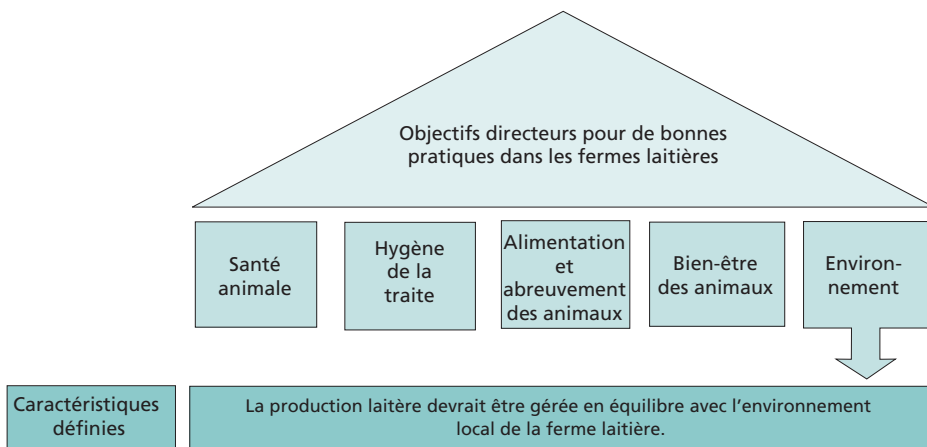 Objectifs directeurs pour de bonnes
pratiques dans les fermes laitières
Santé
animale
Hygène
de la
traite
Alimentation
et
abreuvement
des animaux
Bien-être
des animaux
Environ-
nement
Caractéristiques
définies
La production laitère devrait être gérée en équilibre avec l’environnement
local de la ferme laitière.